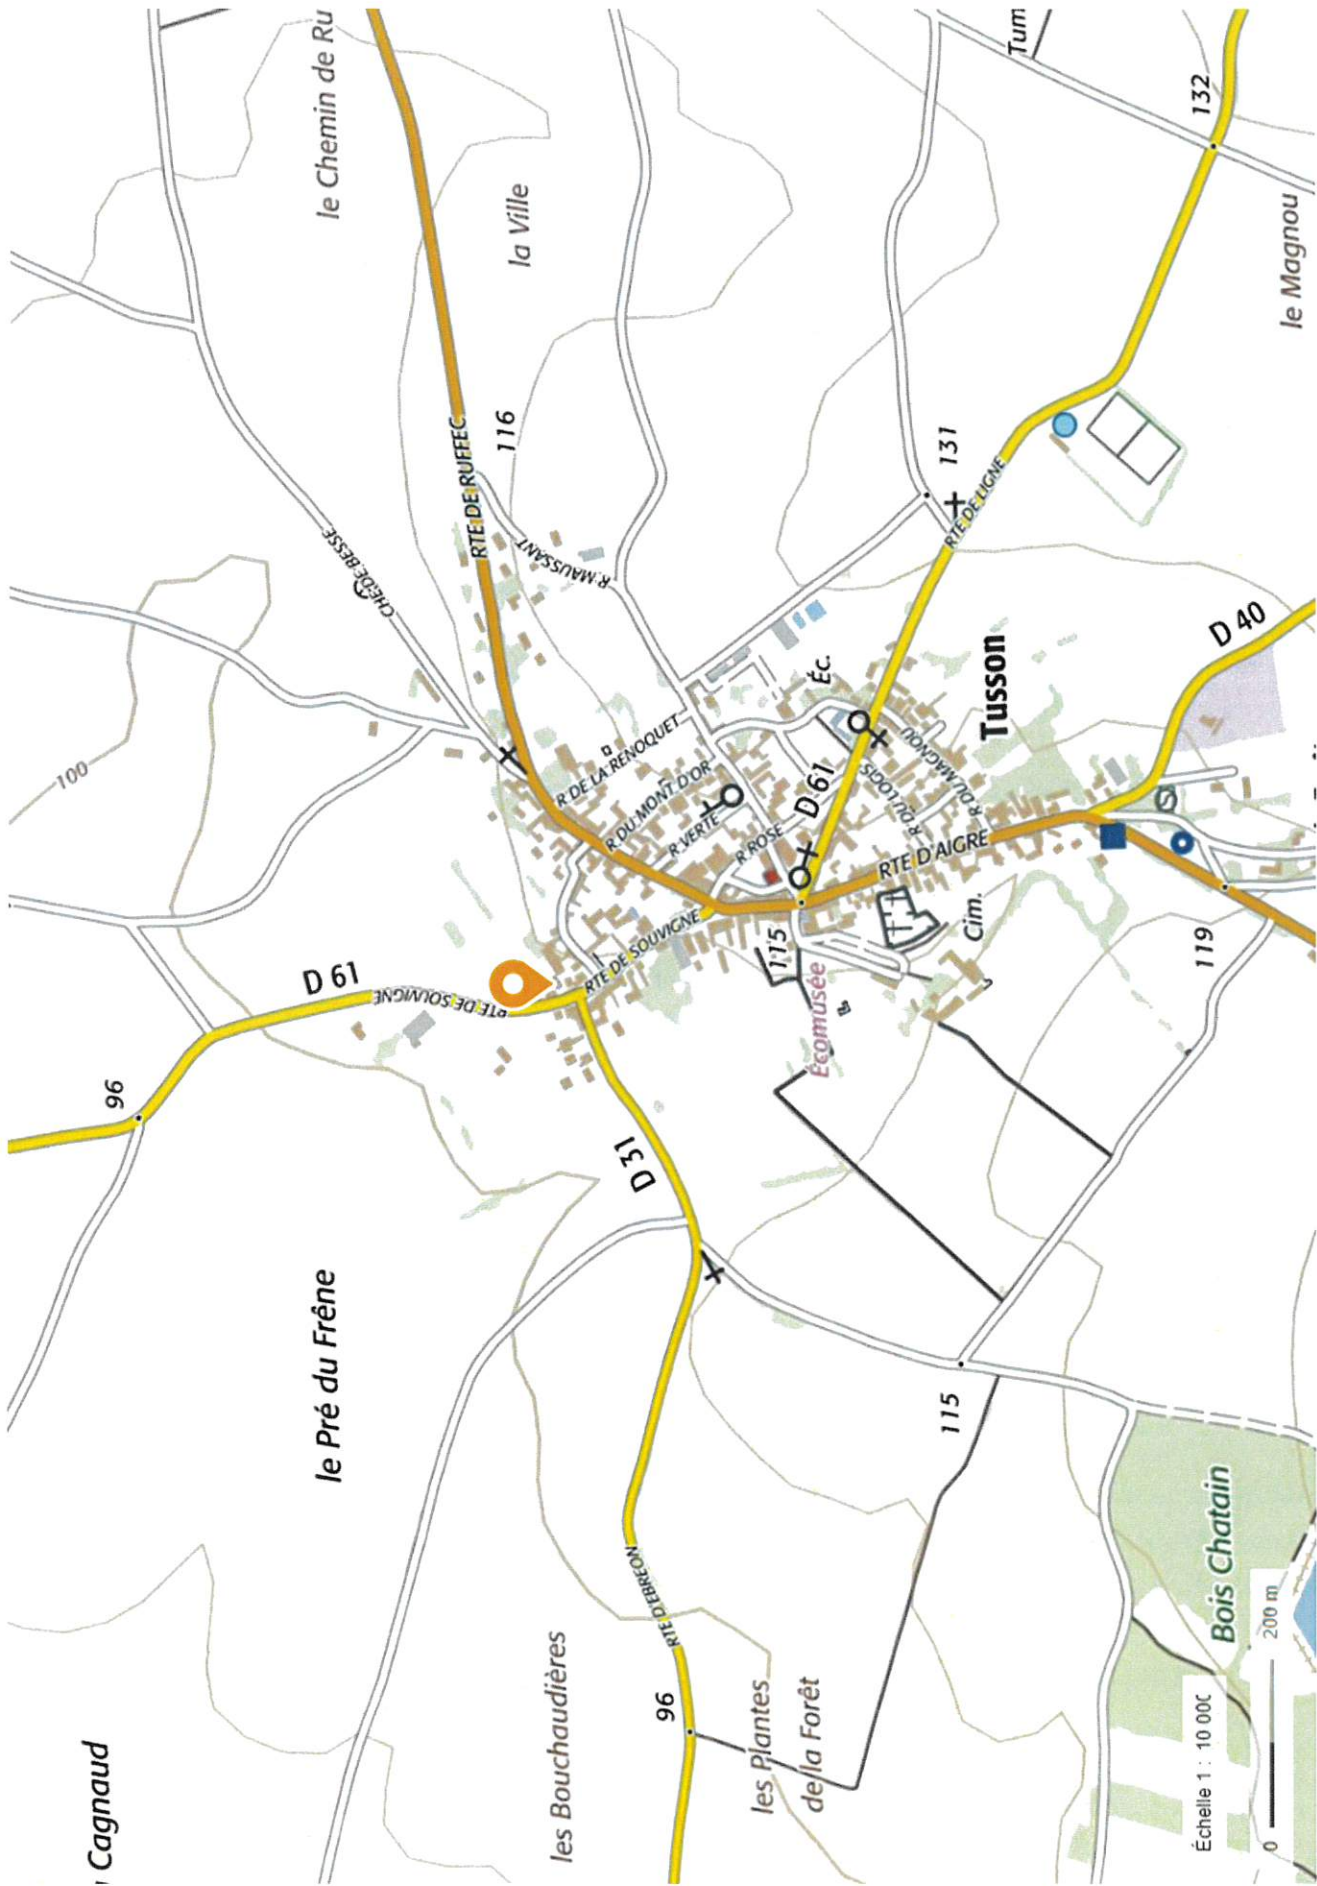 Cagnaud
96
100
D 61
RTE DE SOUVIGNE
CHE DE BESSE
le Pré du Frêne
le Chemin de Ru
RTE DE RUFFEC
116
la Ville
les Bouchaudières
R MAUSSANT
RTE DE SOUVIGNE
R DE LA RENOQUET
D 31
RTE D'EBREON
96
R DU MONT D'OR
R VERTE
R ROSE
les Plantes
de la Forêt
115
Écomusée
D 61
Éc.
R DU LOGIS
R DU MAGNOU
RTE D'AIGRE
115
131
Cim.
RTE DE LIGNE
Tusson
Tum
119
132
D 40
Bois Chatain
le Magnou
Échelle 1 : 10 000
0 200 m